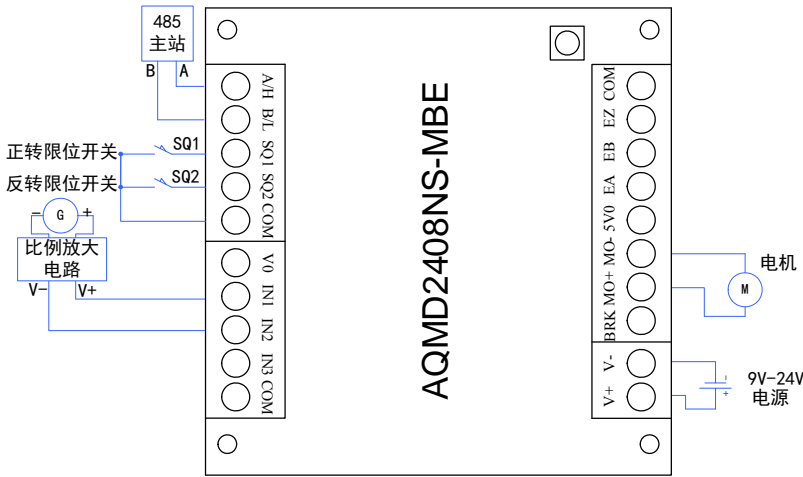 485
主站
B A
正转限位开关
SQ1
反转限位开关
SQ2
- G +
比例放大
电路
V- V+
A/H
B/L
SQ1
SQ2
COM
V0
IN1
IN2
IN3
COM
AQMD2408NS-MBE
COM
EZ
EB
EA
5V0
MO-
MO+
BRK
V-
V+
电机
M
-
+
9V-24V
电源